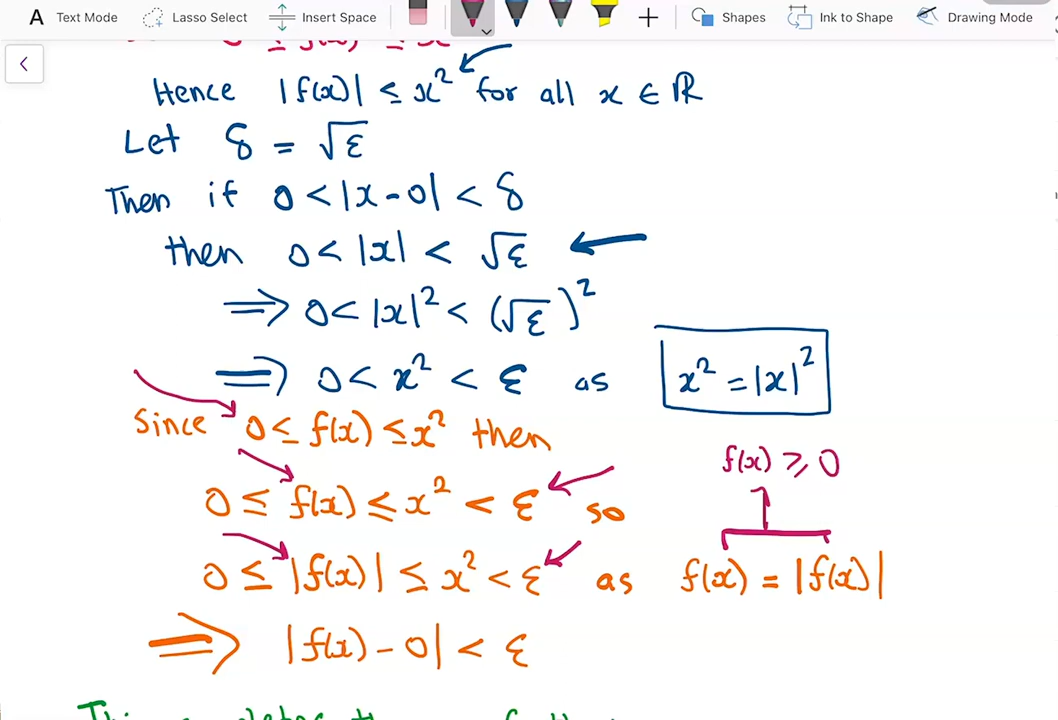 A Text Mode Lasso Select Insert Space Shapes Ink to Shape Drawing Mode
Hence |f(x)| ≤ x² for all x ∈ ℝ
Let δ = √ε
Then if 0 < |x - 0| < δ
then 0 < |x| < √ε
⟹ 0 < |x|² < (√ε)²
⟹ 0 < x² < ε as x² = |x|²
Since 0 ≤ f(x) ≤ x² then
f(x) ≥ 0
0 ≤ f(x) ≤ x² < ε so
0 ≤ |f(x)| ≤ x² < ε as f(x) = |f(x)|
⟹ |f(x) - 0| < ε